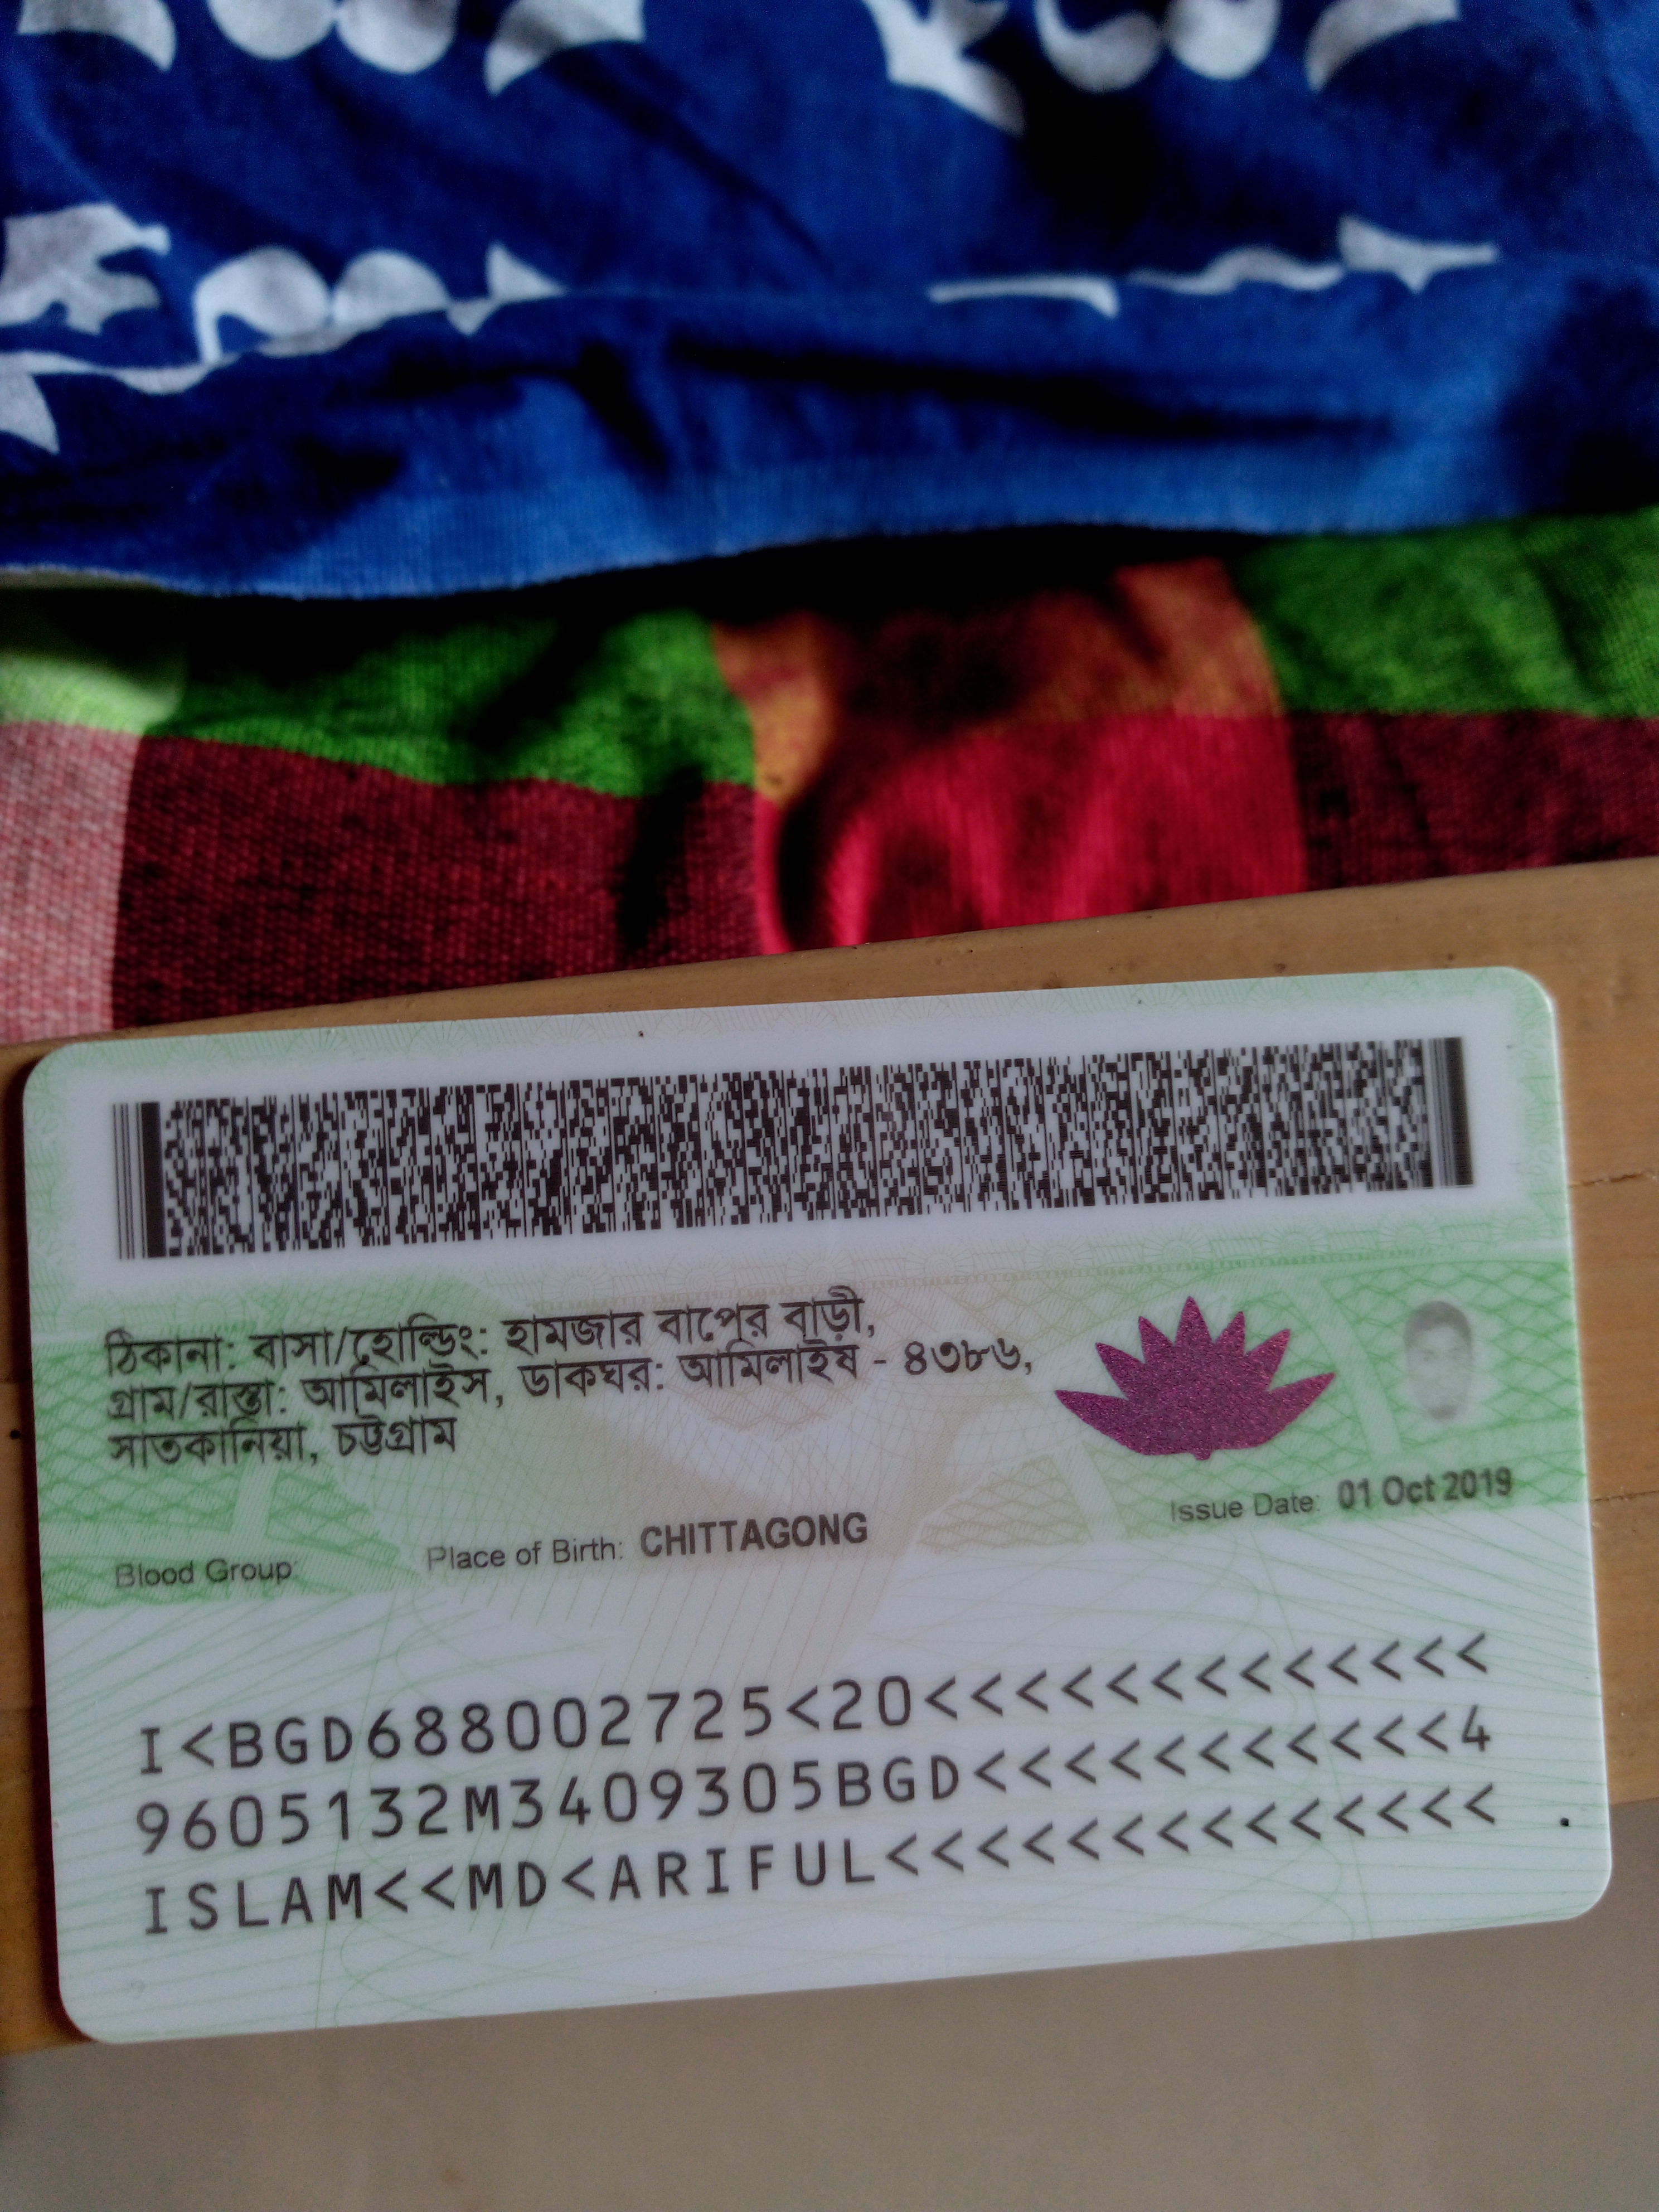 ঠিকানা: বাসা/হোল্ডিং: হামজার বাপের বাড়ী,
গ্রাম/রাস্তা: আমিলাইস, ডাকঘর: আমিলাইষ - ৪৩৮৬,
সাতকানিয়া, চট্টগ্রাম
Blood Group: Place of Birth: CHITTAGONG Issue Date: 01 Oct 2019
I<BGD688002725<20<<<<<<<<<<<<<
9605132M3409305BGD<<<<<<<<<<<4
ISLAM<<MD<ARIFUL<<<<<<<<<<<<<<